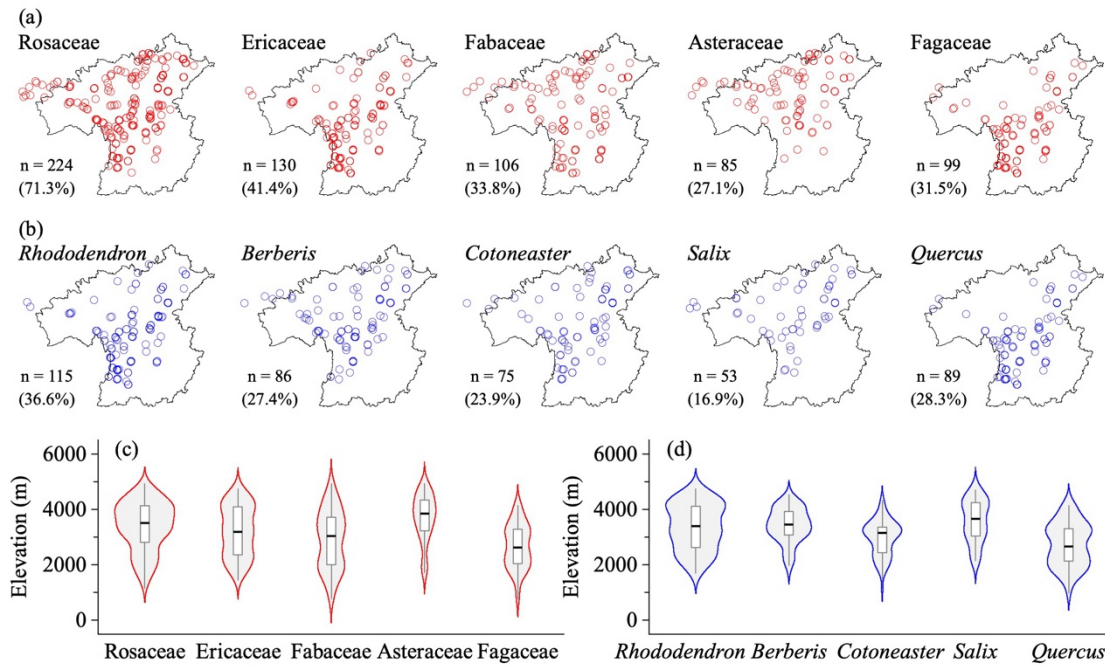 (a)
Rosaceae Ericaceae Fabaceae Asteraceae Fagaceae
n = 224 n = 130 n = 106 n = 85 n = 99
(71.3%) (41.4%) (33.8%) (27.1%) (31.5%)
(b)
Rhododendron Berberis Cotoneaster Salix Quercus
n = 115 n = 86 n = 75 n = 53 n = 89
(36.6%) (27.4%) (23.9%) (16.9%) (28.3%)
(c)
Elevation (m)
6000
4000
2000
0
Rosaceae Ericaceae Fabaceae Asteraceae Fagaceae
(d)
Elevation (m)
6000
4000
2000
0
Rhododendron Berberis Cotoneaster Salix Quercus